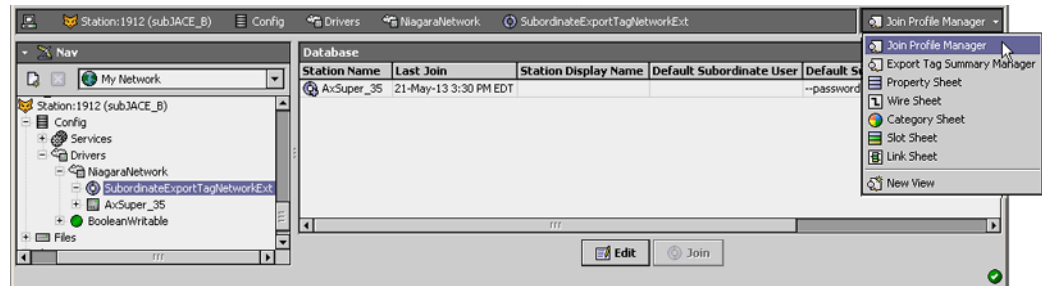 Station:1912 (subJACE_B) Config Drivers NiagaraNetwork SubordinateExportTagNetworkExt Join Profile Manager
Nav
My Network
Station:1912 (subJACE_B)
Config
Services
Drivers
NiagaraNetwork
SubordinateExportTagNetworkExt
AxSuper_35
BooleanWritable
Files
Database
Station Name Last Join Station Display Name Default Subordinate User Default Su
AxSuper_35 21-May-13 3:30 PM EDT --password
Edit Join
Join Profile Manager
Export Tag Summary Manager
Property Sheet
Wire Sheet
Category Sheet
Slot Sheet
Link Sheet
New View